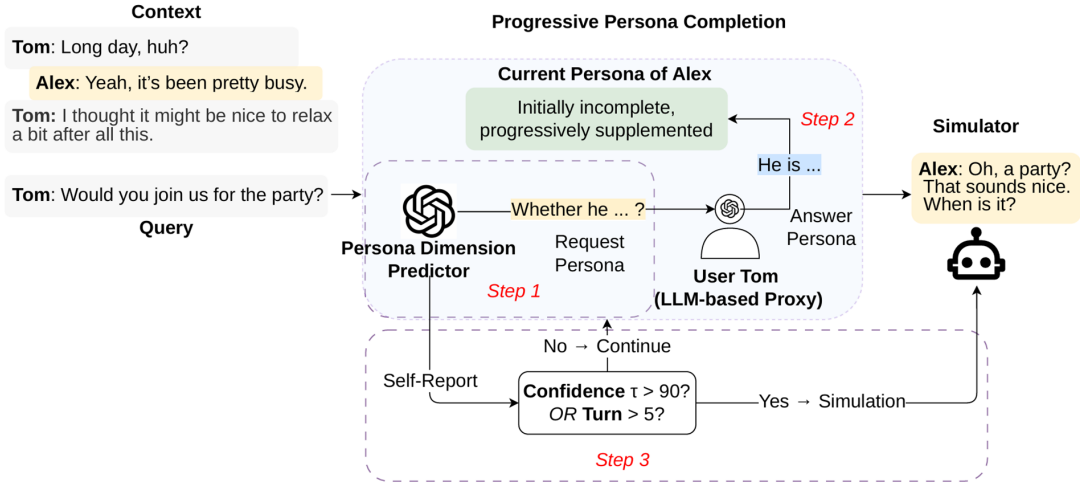 Context
Tom: Long day, huh?
Alex: Yeah, it's been pretty busy.
Tom: I thought it might be nice to relax
a bit after all this.
Tom: Would you join us for the party?
Query
Progressive Persona Completion
Current Persona of Alex
Initially incomplete,
progressively supplemented
Step 2
He is ...
Whether he ... ?
Request
Persona
Answer
Persona
Persona Dimension
Predictor
Step 1
User Tom
(LLM-based Proxy)
Simulator
Alex: Oh, a party?
That sounds nice.
When is it?
No → Continue
Self-Report
Confidence τ > 90?
OR Turn > 5?
Yes → Simulation
Step 3